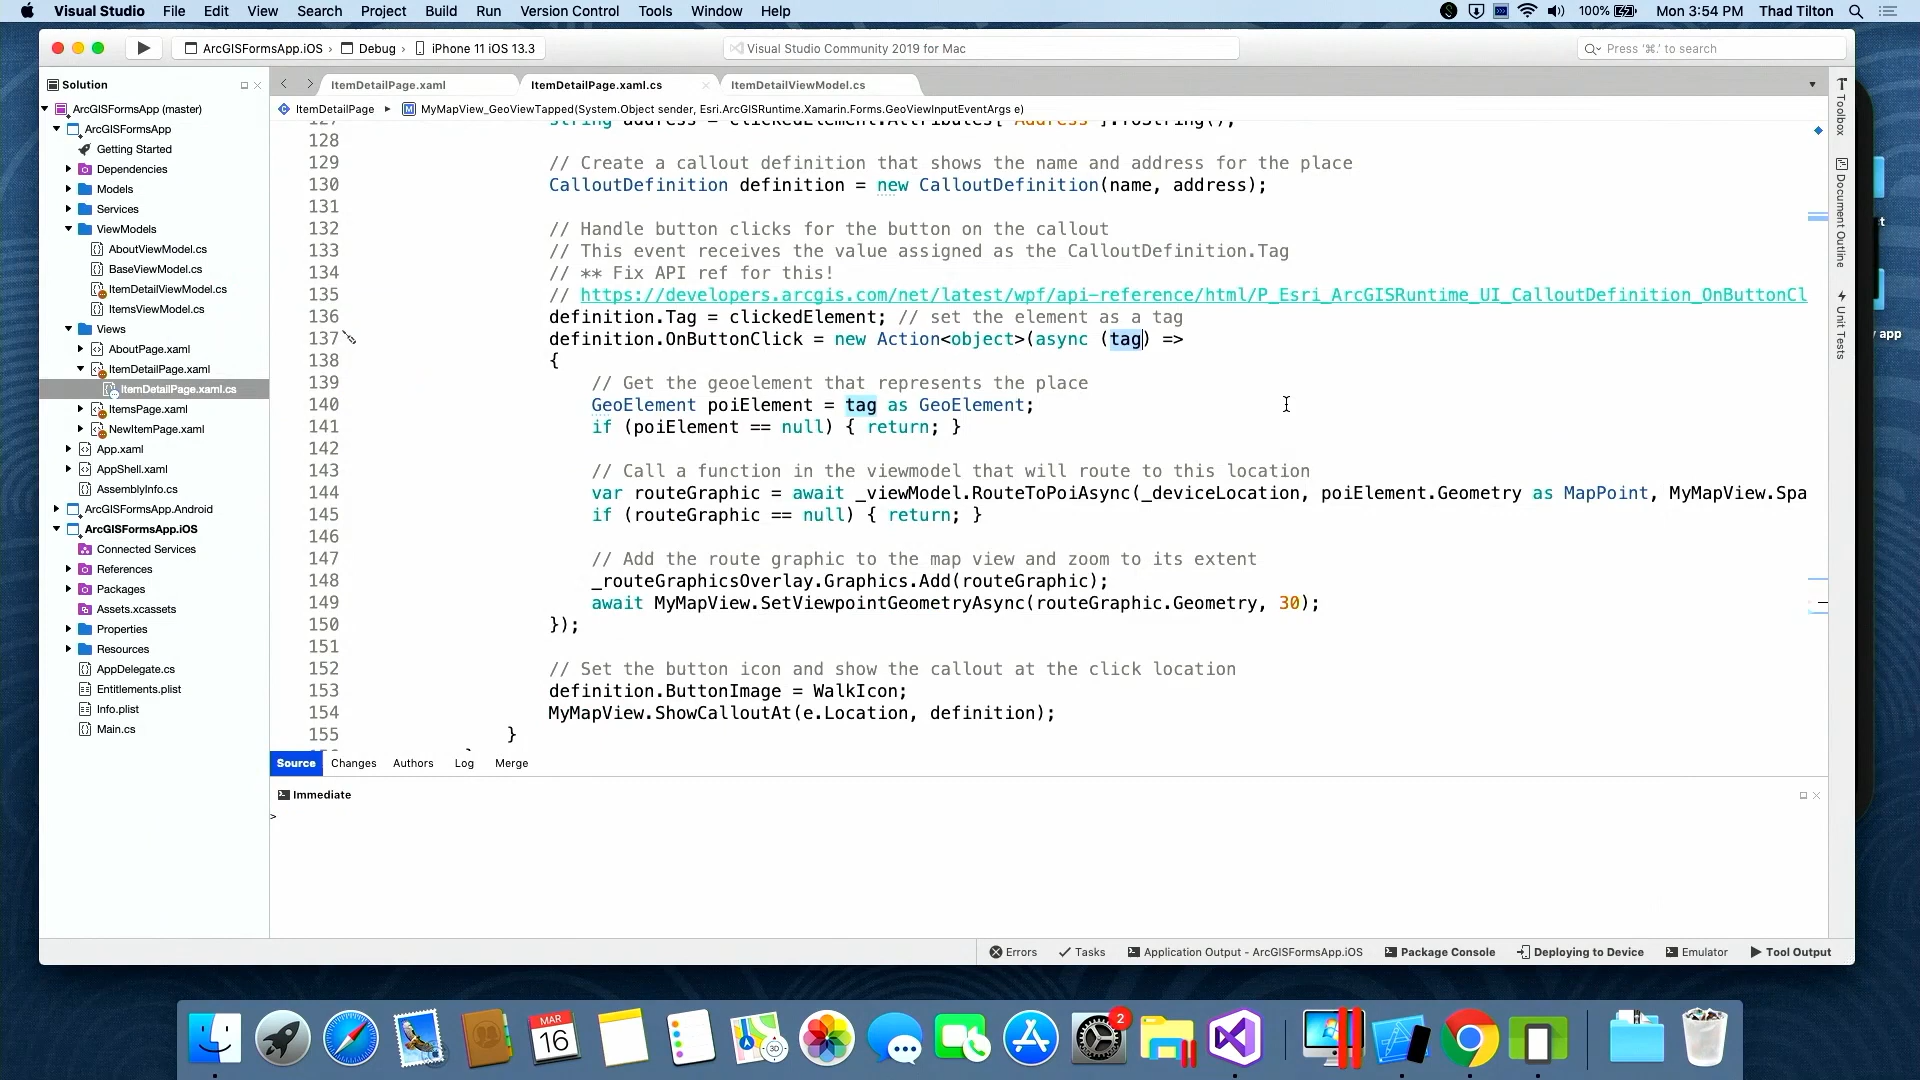 Visual Studio File Edit View Search Project Build Run Version Control Tools Window Help
100% Mon 3:54 PM Thad Tilton
ArcGISFormsApp.iOS › Debug › iPhone 11 iOS 13.3
Visual Studio Community 2019 for Mac
Press '⌘.' to search
Solution
ItemDetailPage.xaml
ItemDetailPage.xaml.cs
ItemDetailViewModel.cs
ItemDetailPage
MyMapView_GeoViewTapped(System.Object sender, Esri.ArcGISRuntime.Xamarin.Forms.GeoViewInputEventArgs e)
ArcGISFormsApp (master)
ArcGISFormsApp
Getting Started
Dependencies
Models
Services
ViewModels
AboutViewModel.cs
BaseViewModel.cs
ItemDetailViewModel.cs
ItemsViewModel.cs
Views
AboutPage.xaml
ItemDetailPage.xaml
ItemDetailPage.xaml.cs
ItemsPage.xaml
NewItemPage.xaml
App.xaml
AppShell.xaml
AssemblyInfo.cs
ArcGISFormsApp.Android
ArcGISFormsApp.iOS
Connected Services
References
Packages
Assets.xcassets
Properties
Resources
AppDelegate.cs
Entitlements.plist
Info.plist
Main.cs
127 string address = clickedElement.Attributes["Address"].ToString();
128
129 // Create a callout definition that shows the name and address for the place
130 CalloutDefinition definition = new CalloutDefinition(name, address);
131
132 // Handle button clicks for the button on the callout
133 // This event receives the value assigned as the CalloutDefinition.Tag
134 // ** Fix API ref for this!
135 // https://developers.arcgis.com/net/latest/wpf/api-reference/html/P_Esri_ArcGISRuntime_UI_CalloutDefinition_OnButtonCl
136 definition.Tag = clickedElement; // set the element as a tag
137 definition.OnButtonClick = new Action<object>(async (tag) =>
138 {
139 // Get the geoelement that represents the place
140 GeoElement poiElement = tag as GeoElement;
141 if (poiElement == null) { return; }
142
143 // Call a function in the viewmodel that will route to this location
144 var routeGraphic = await _viewModel.RouteToPoiAsync(_deviceLocation, poiElement.Geometry as MapPoint, MyMapView.Spa
145 if (routeGraphic == null) { return; }
146
147 // Add the route graphic to the map view and zoom to its extent
148 _routeGraphicsOverlay.Graphics.Add(routeGraphic);
149 await MyMapView.SetViewpointGeometryAsync(routeGraphic.Geometry, 30);
150 });
151
152 // Set the button icon and show the callout at the click location
153 definition.ButtonImage = WalkIcon;
154 MyMapView.ShowCalloutAt(e.Location, definition);
155 }
Source Changes Authors Log Merge
Immediate
>
Toolbox
Document Outline
Unit Tests
t
y app
Errors Tasks Application Output - ArcGISFormsApp.iOS Package Console Deploying to Device Emulator Tool Output
MAR
16
3D
2